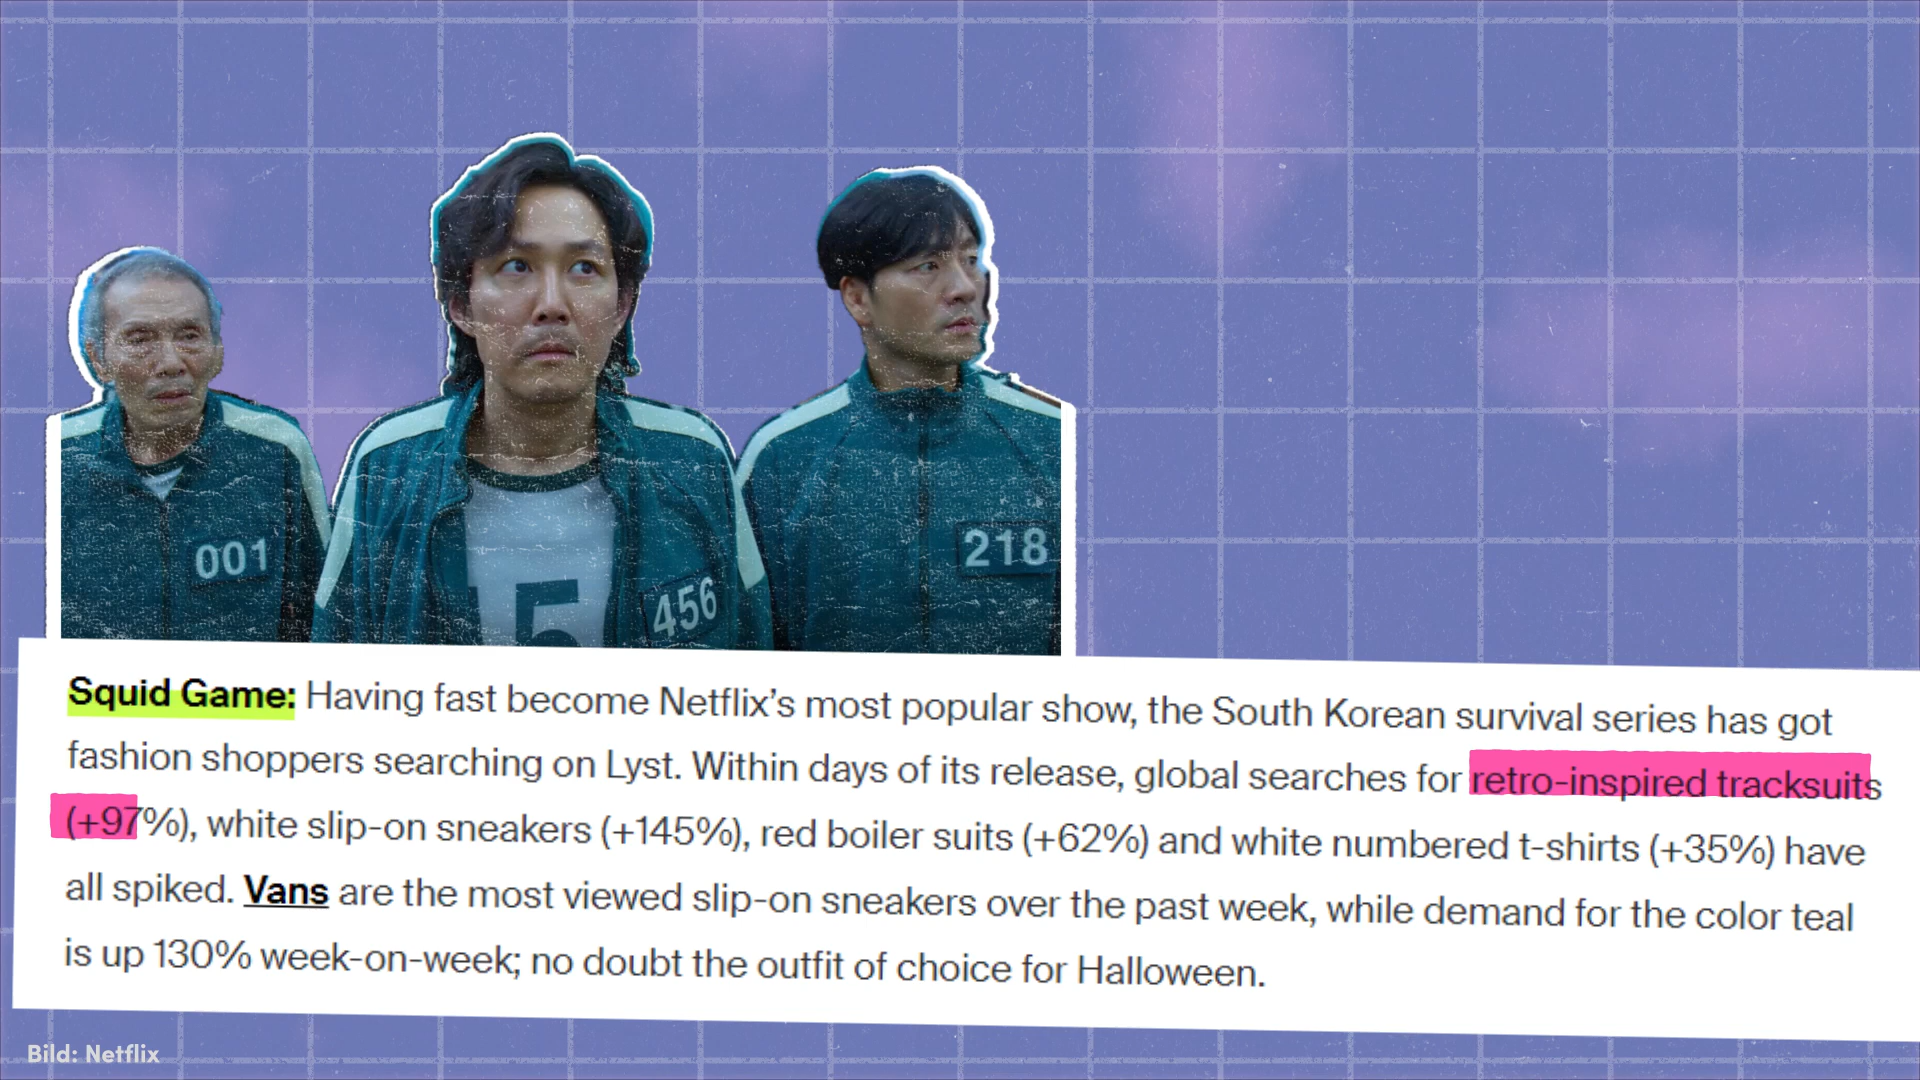 001
5
456
218
Squid Game: Having fast become Netflix's most popular show, the South Korean survival series has got
fashion shoppers searching on Lyst. Within days of its release, global searches for retro-inspired tracksuits
(+97%), white slip-on sneakers (+145%), red boiler suits (+62%) and white numbered t-shirts (+35%) have
all spiked. Vans are the most viewed slip-on sneakers over the past week, while demand for the color teal
is up 130% week-on-week; no doubt the outfit of choice for Halloween.
Bild: Netflix